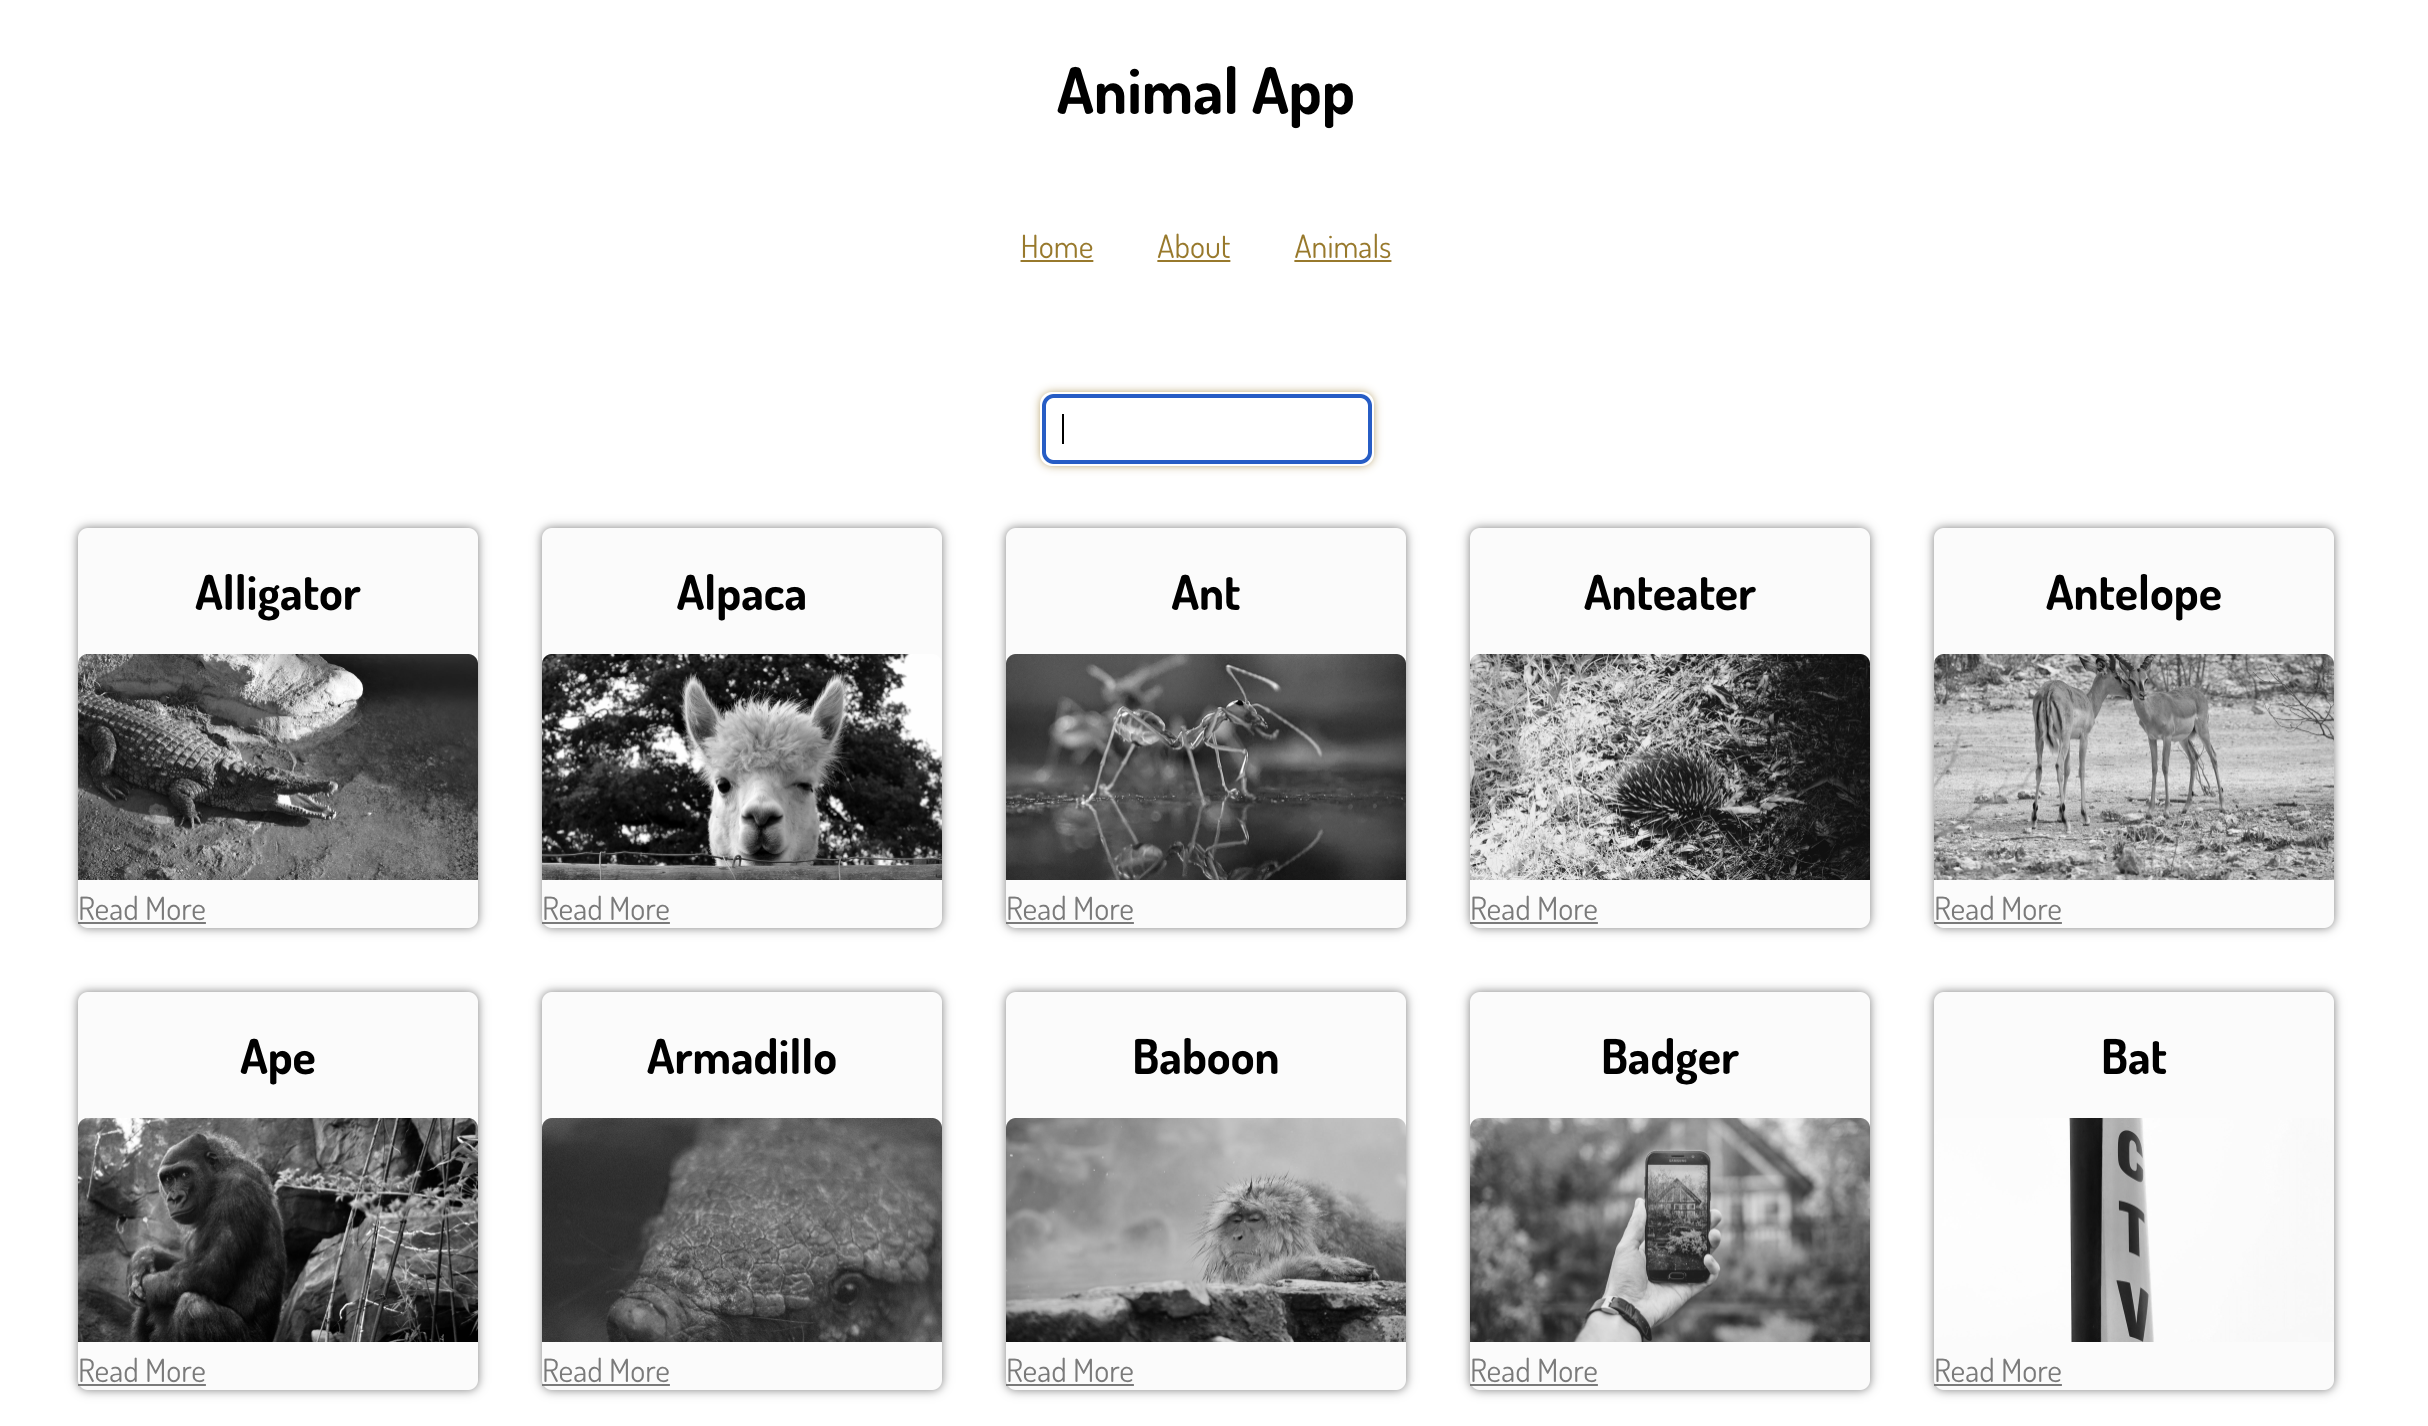 Animal App
Home About Animals
Alligator Alpaca Ant Anteater Antelope
Read More Read More Read More Read More Read More
Ape Armadillo Baboon Badger Bat
C
T
V
Read More Read More Read More Read More Read More